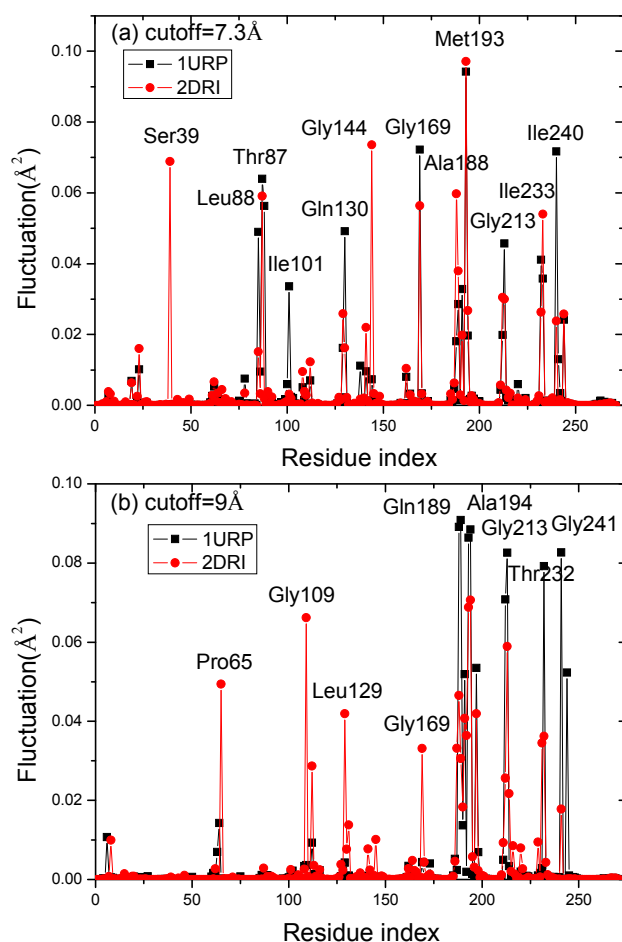 (a) cutoff=7.3Å
1URP
2DRI
Met193
Ser39
Gly144
Gly169
Ile240
Thr87
Leu88
Ala188
Ile233
Gln130
Gly213
Ile101
Fluctuation(Å²)
0.10
0.08
0.06
0.04
0.02
0.00
0 50 100 150 200 250
Residue index
(b) cutoff=9Å
1URP
2DRI
Gln189
Ala194
Gly213
Gly241
Thr232
Gly109
Pro65
Leu129
Gly169
Fluctuation(Å²)
0.10
0.08
0.06
0.04
0.02
0.00
0 50 100 150 200 250
Residue index